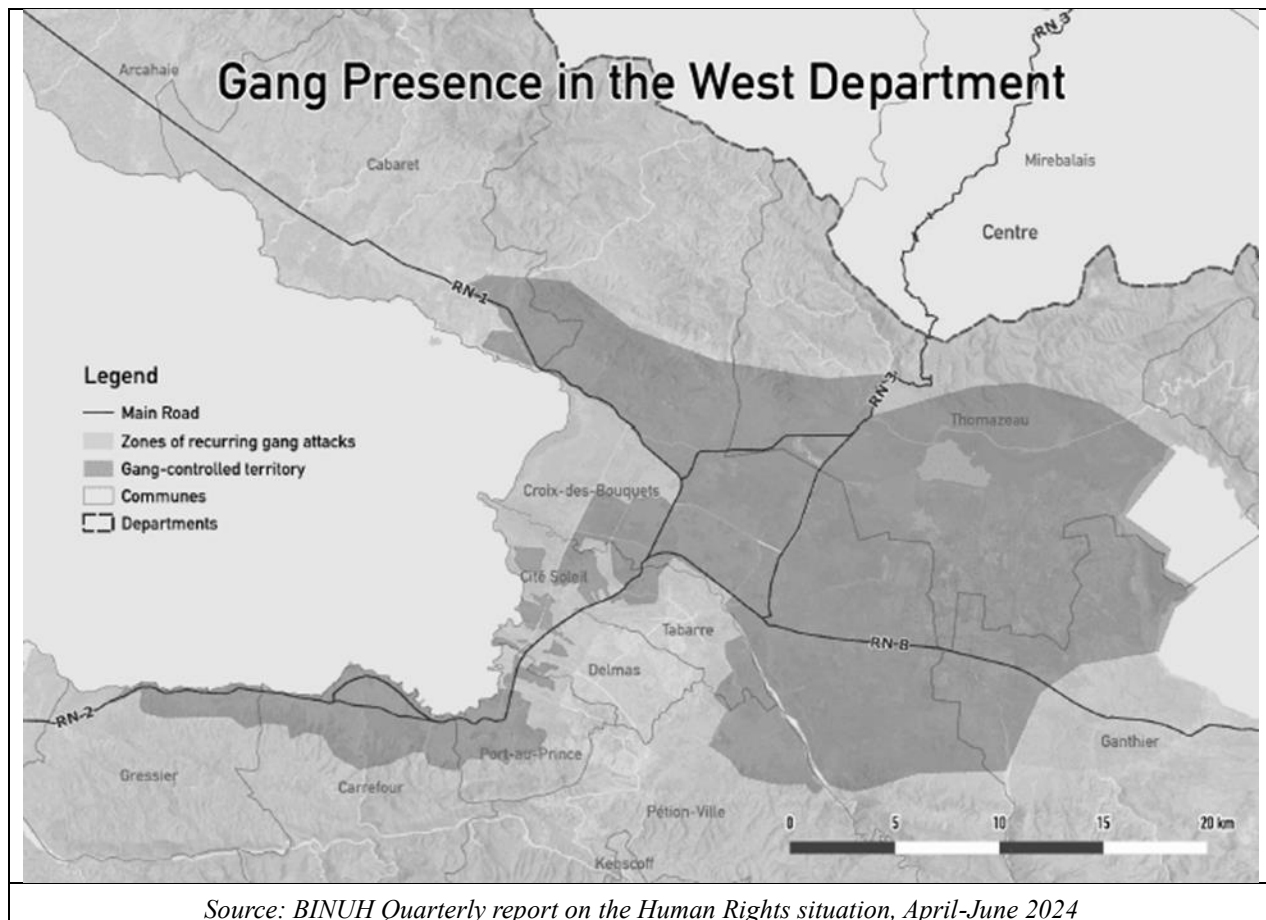 RN 3
Arcahaie
Gang Presence in the West Department
Cabaret
Mirebalais
Centre
RN-1
Legend
Main Road
Zones of recurring gang attacks
Gang-controlled territory
Communes
Departments
RN-3
Thomazeau
Croix-des-Bouquets
Cité Soleil
Tabarre
RN-8
Delmas
RN-2
Port-au-Prince
Ganthier
Gressier
Carrefour
Pétion-Ville
0 5 10 15 20 km
Kenscoff
Source: BINUH Quarterly report on the Human Rights situation, April-June 2024